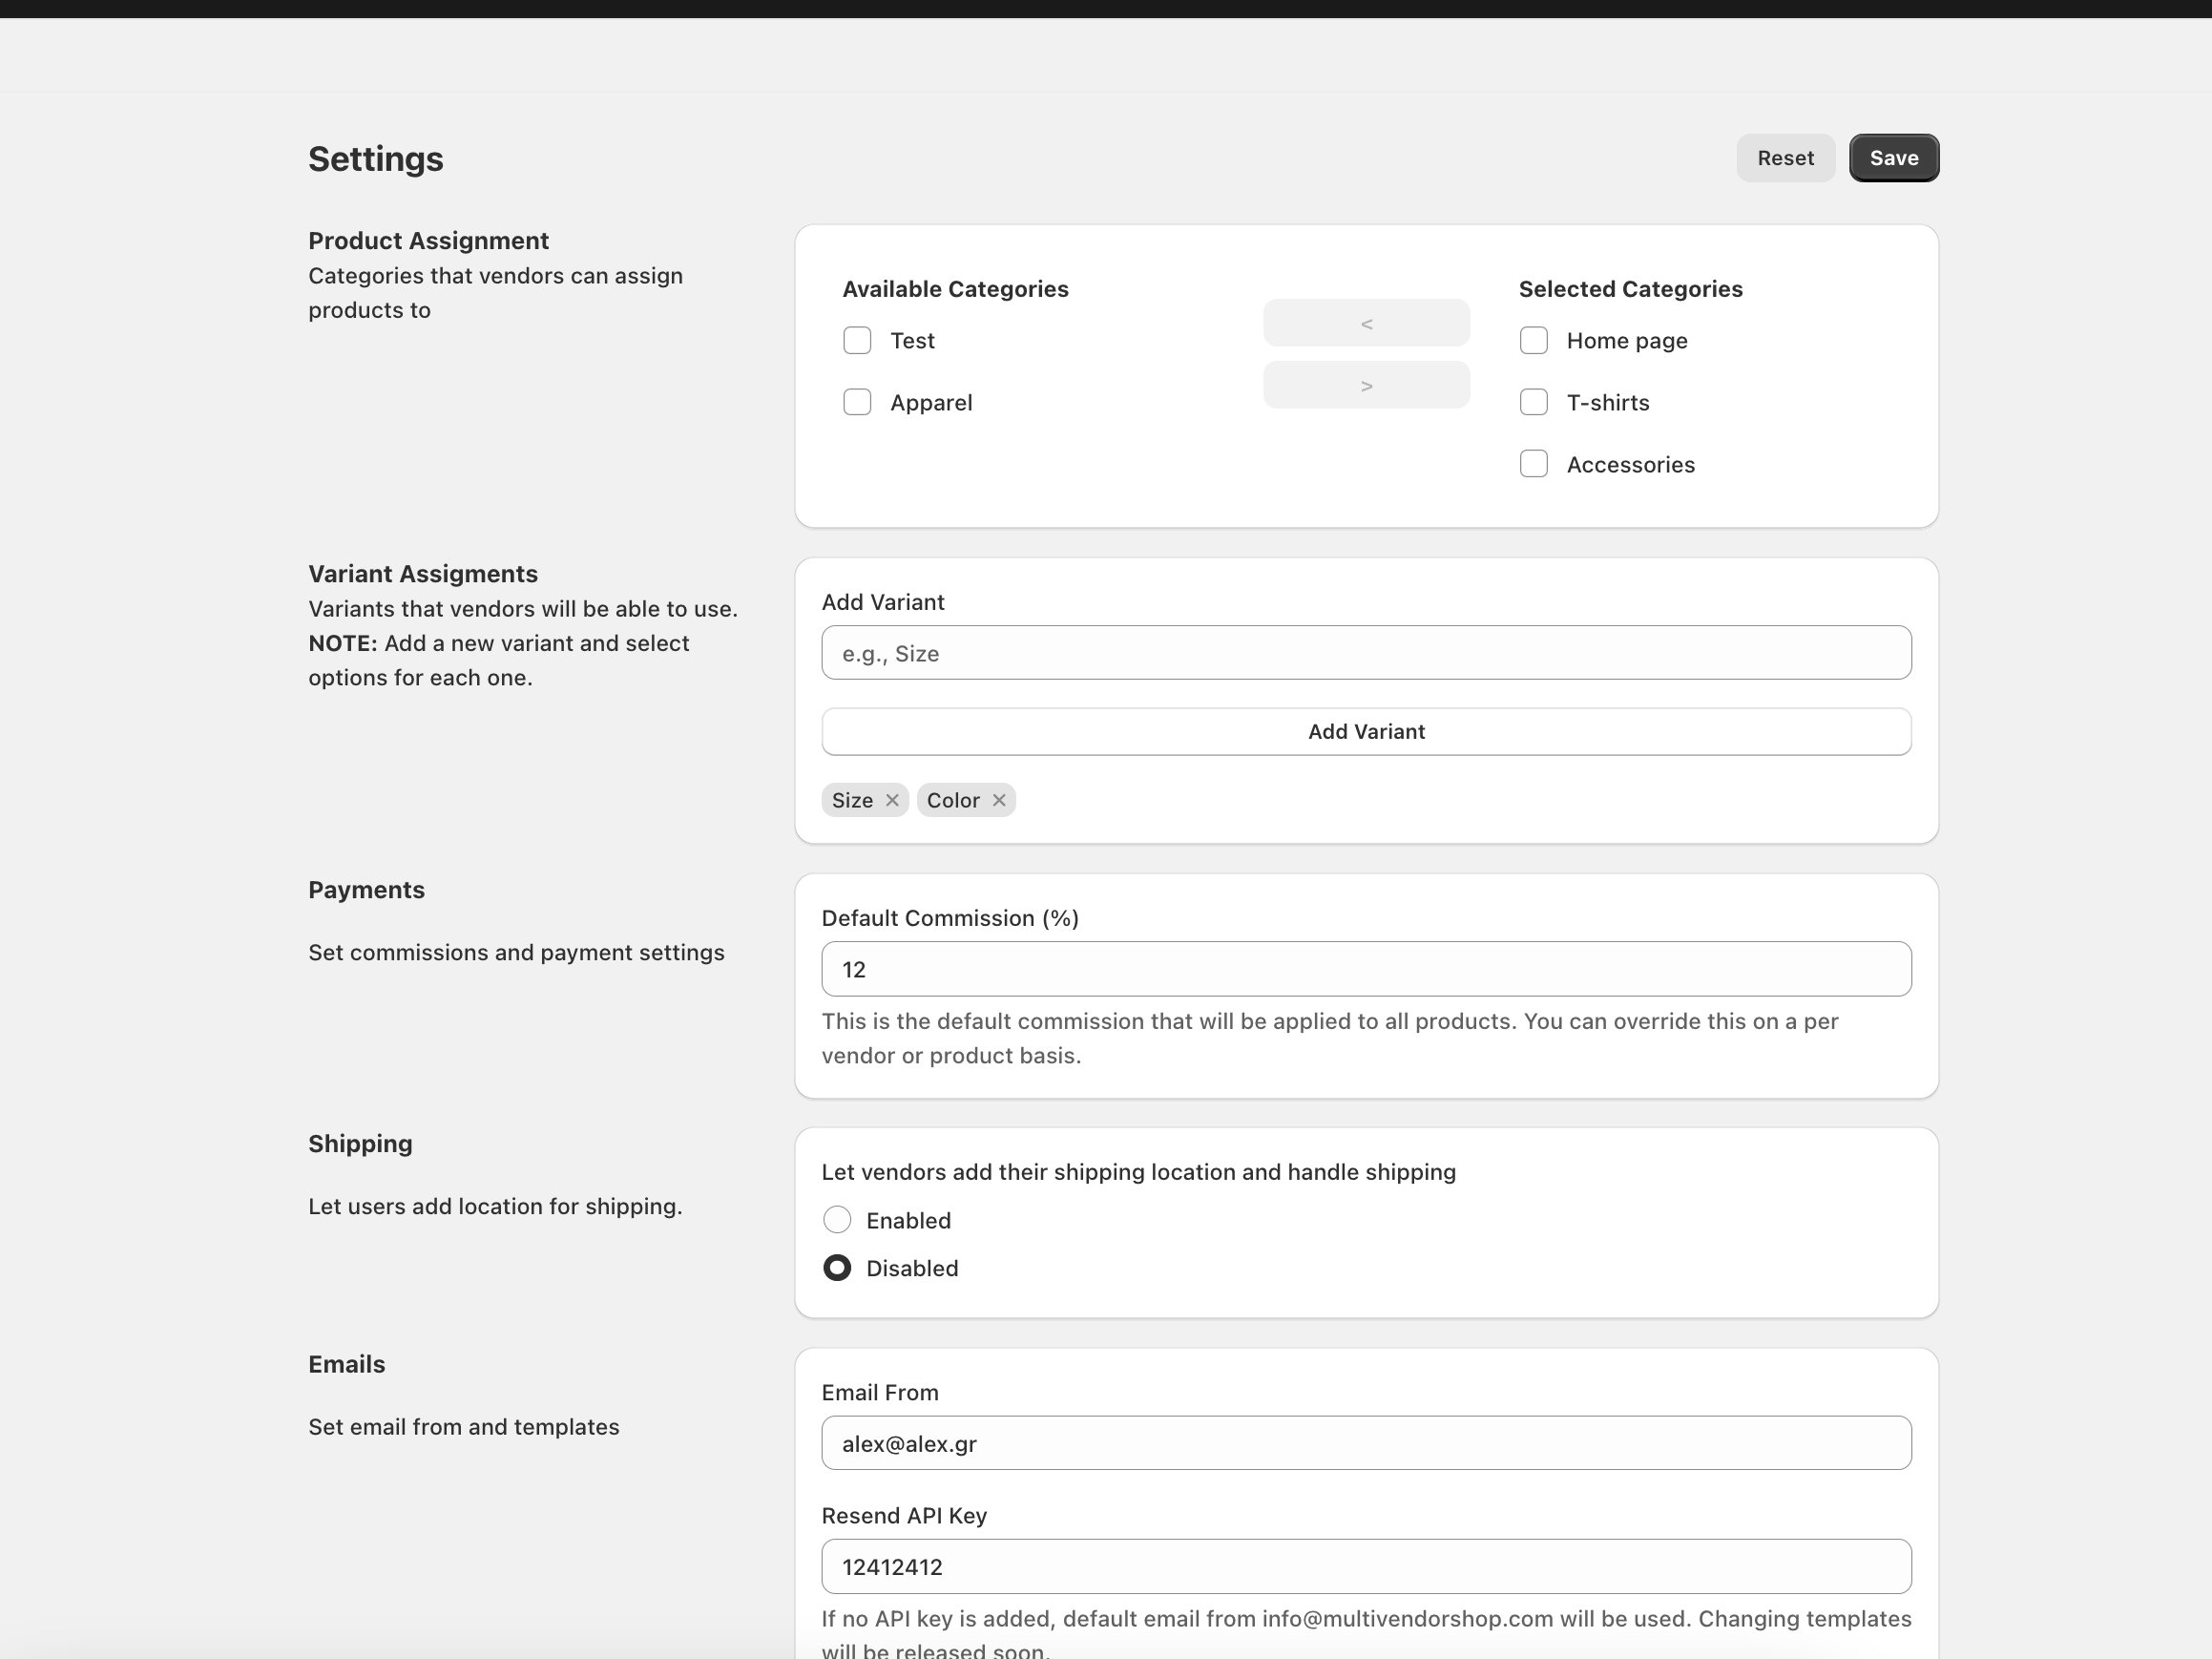 Settings
Reset
Save
Product Assignment
Categories that vendors can assign
products to
Available Categories
Test
Apparel
<
>
Selected Categories
Home page
T-shirts
Accessories
Variant Assigments
Variants that vendors will be able to use.
NOTE: Add a new variant and select
options for each one.
Add Variant
e.g., Size
Add Variant
Size ×
Color ×
Payments
Set commissions and payment settings
Default Commission (%)
12
This is the default commission that will be applied to all products. You can override this on a per
vendor or product basis.
Shipping
Let users add location for shipping.
Let vendors add their shipping location and handle shipping
Enabled
Disabled
Emails
Set email from and templates
Email From
alex@alex.gr
Resend API Key
12412412
If no API key is added, default email from info@multivendorshop.com will be used. Changing templates
will be released soon.